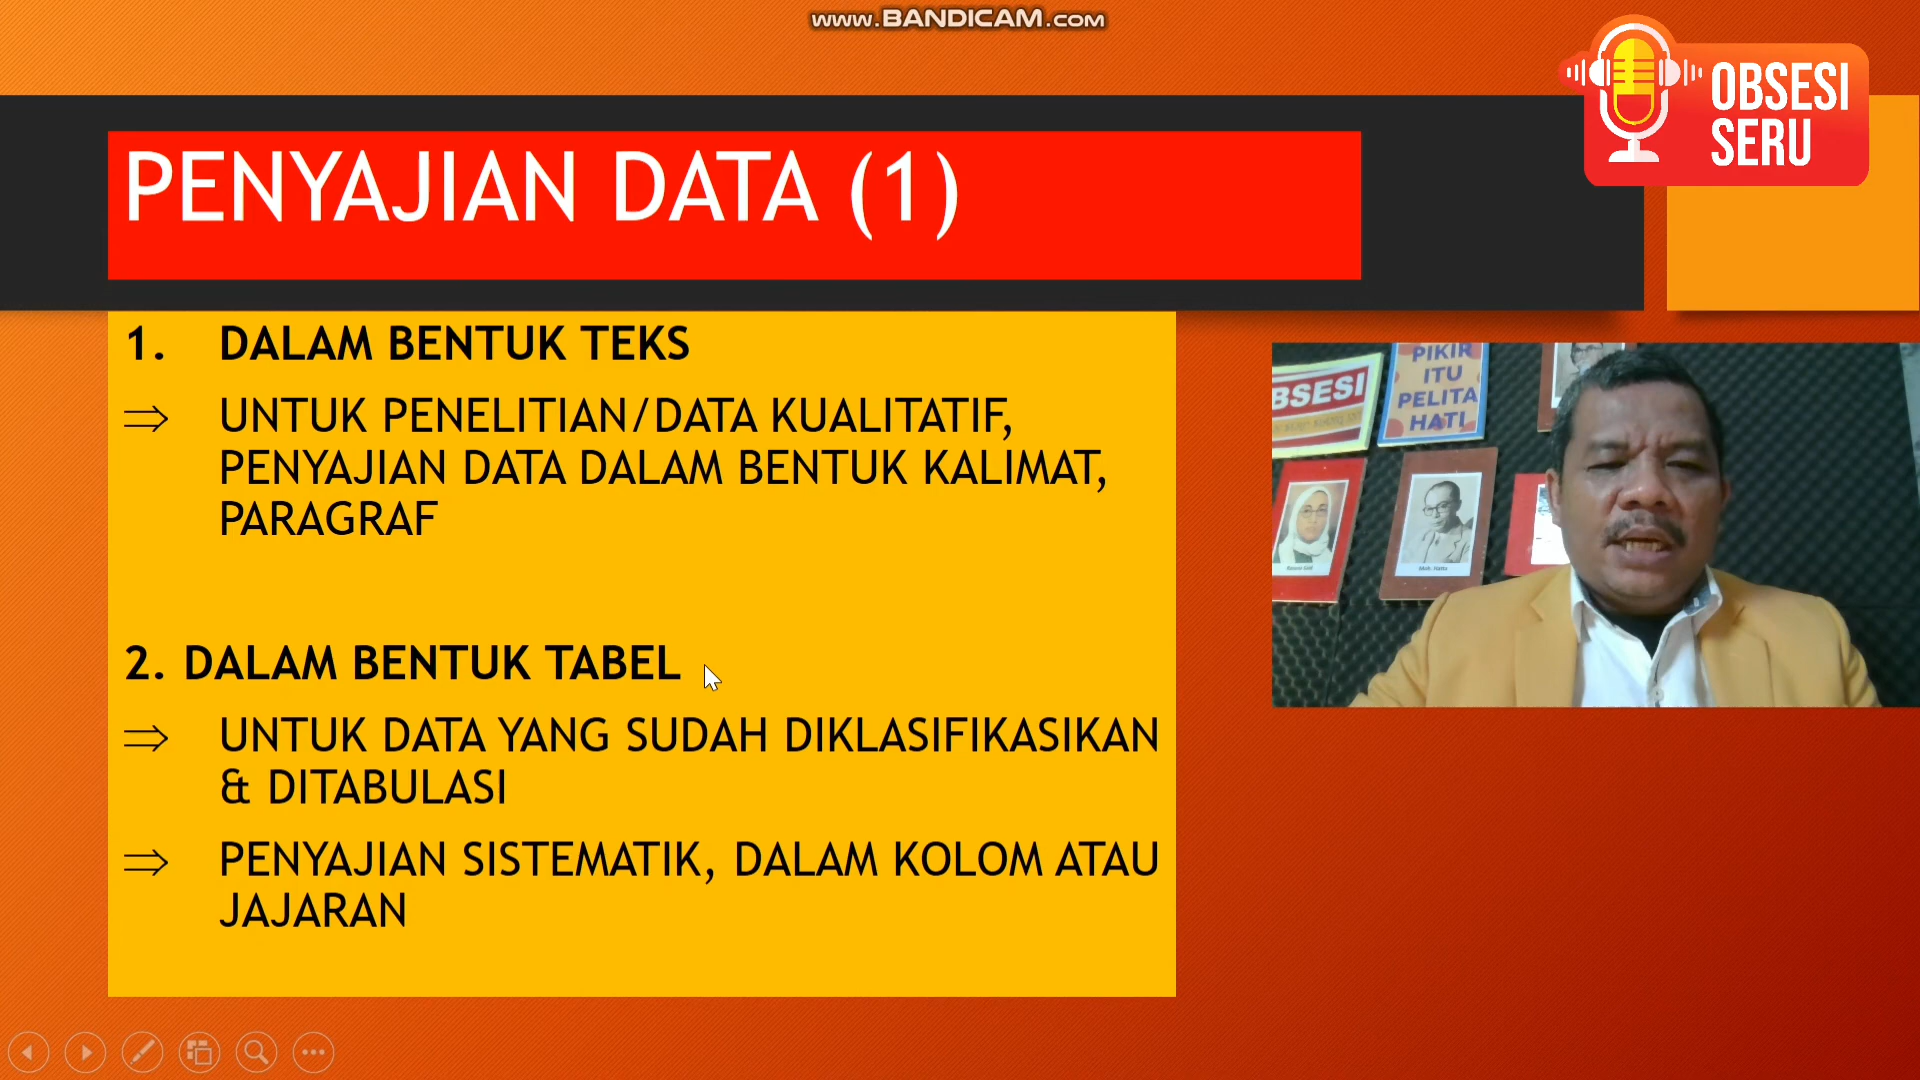 www.BANDICAM.com
OBSESI
SERU
PENYAJIAN DATA (1)
1. DALAM BENTUK TEKS
⇒ UNTUK PENELITIAN/DATA KUALITATIF,
PENYAJIAN DATA DALAM BENTUK KALIMAT,
PARAGRAF
2. DALAM BENTUK TABEL
⇒ UNTUK DATA YANG SUDAH DIKLASIFIKASIKAN
& DITABULASI
⇒ PENYAJIAN SISTEMATIK, DALAM KOLOM ATAU
JAJARAN
BSESI
PIKIR
ITU
PELITA
HATI
Moh. Hatta